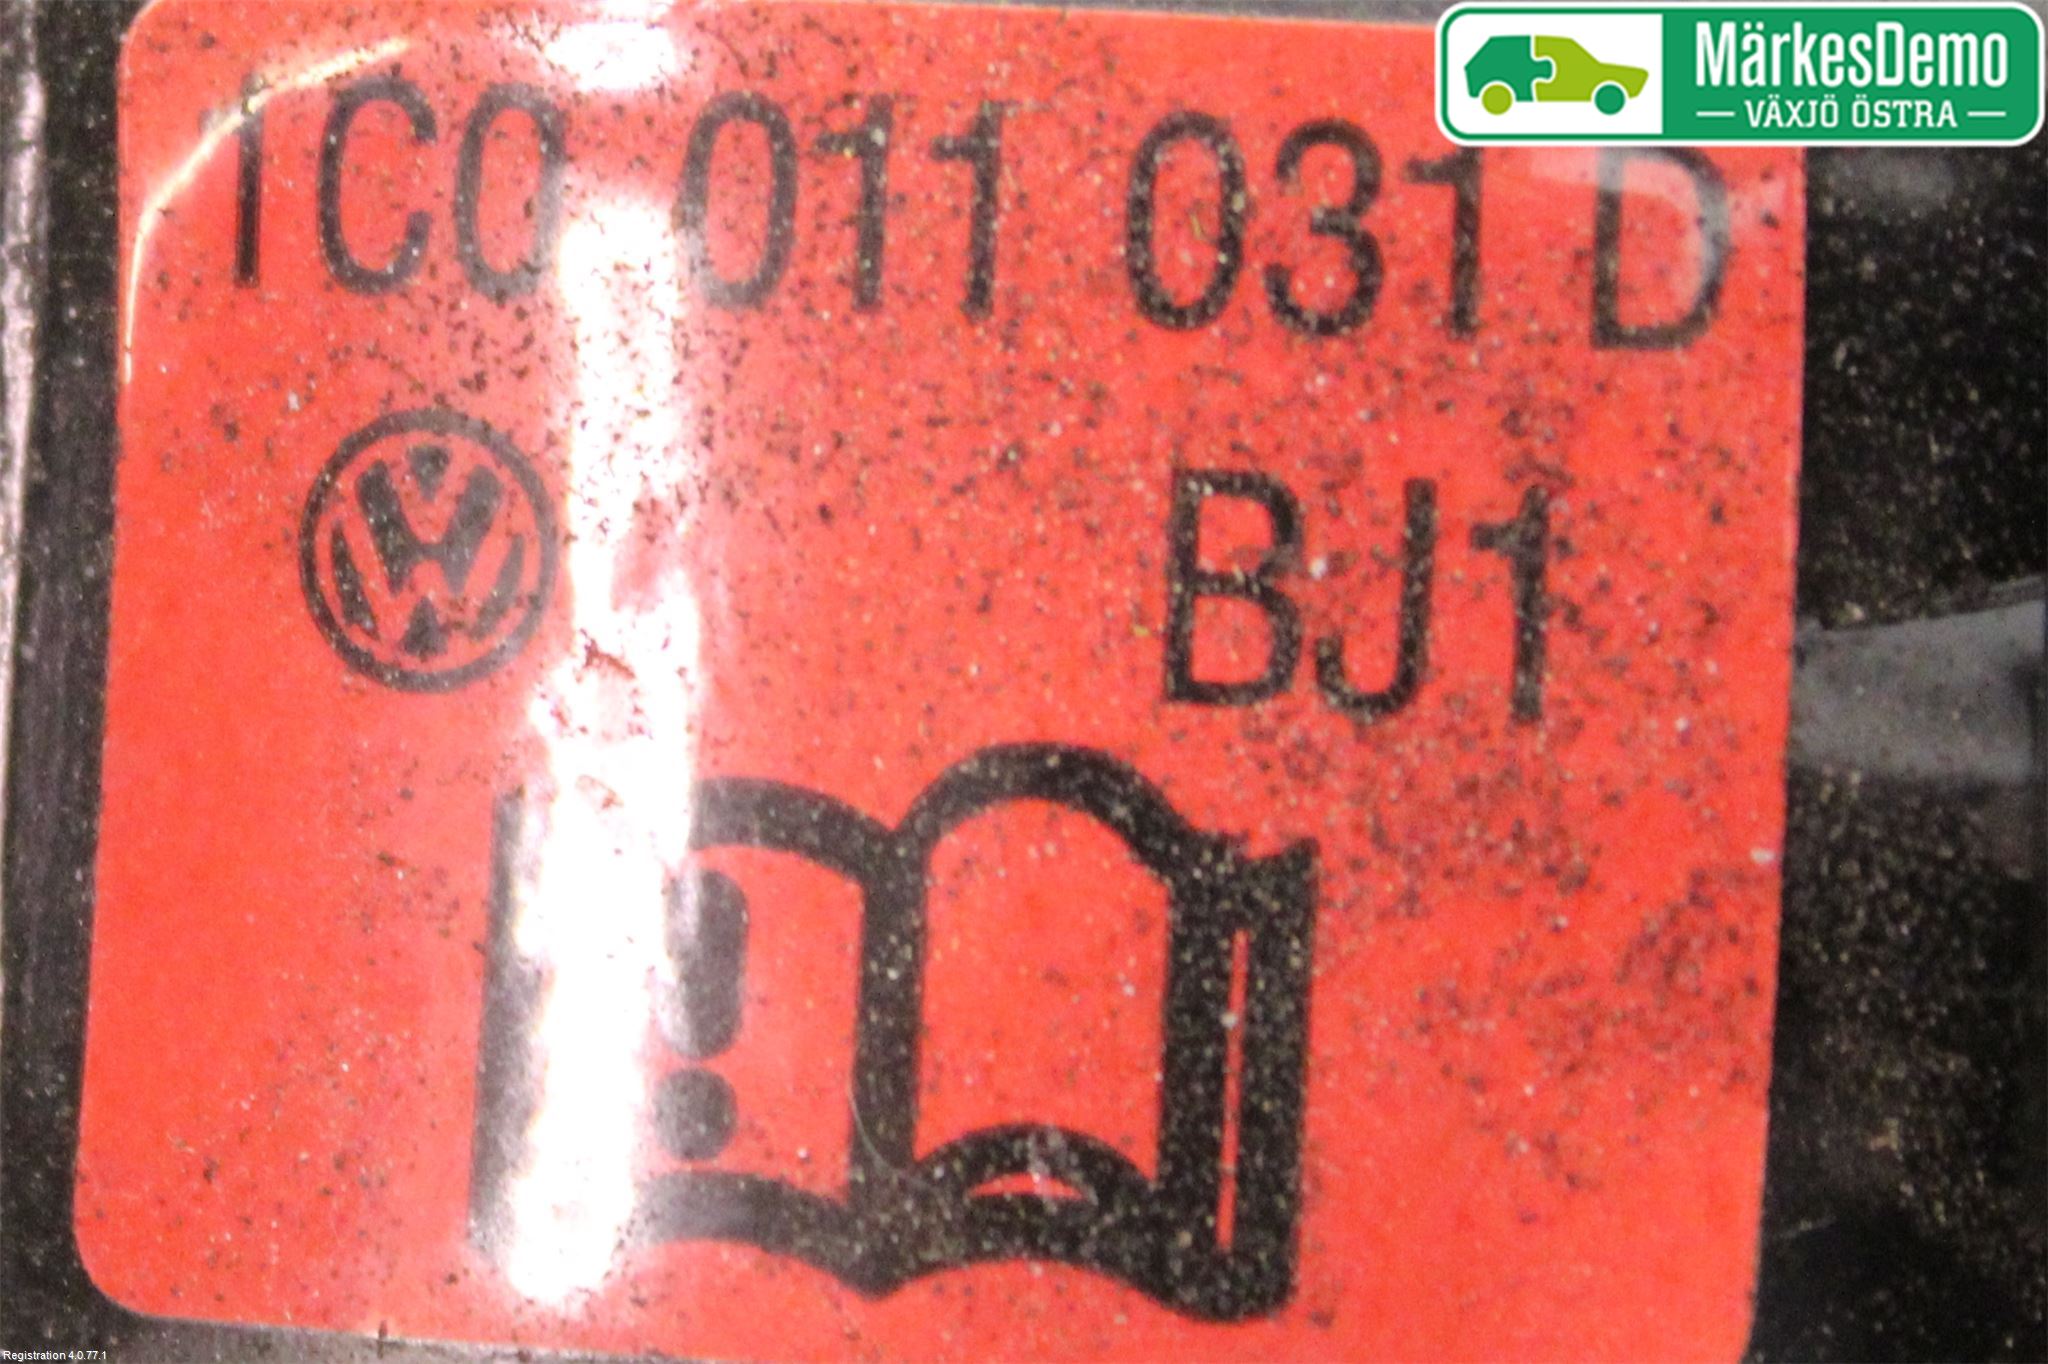 MärkesDemo
VÄXJÖ ÖSTRA
1C0 011 031 D
BJ1
Registration 4.0.77.1